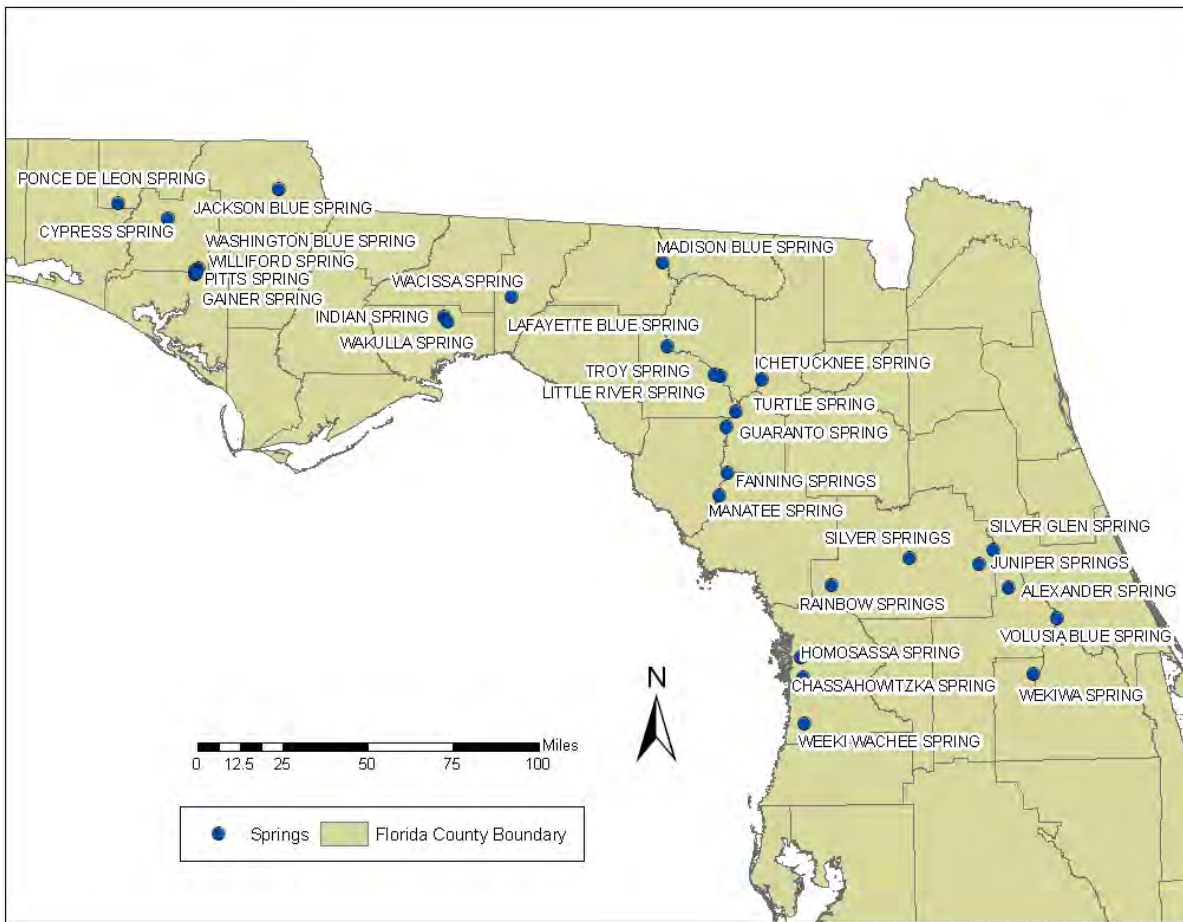 PONCE DE LEON SPRING
JACKSON BLUE SPRING
CYPRESS SPRING
WASHINGTON BLUE SPRING
WILLIFORD SPRING
PITTS SPRING
GAINER SPRING
WACISSA SPRING
INDIAN SPRING
WAKULLA SPRING
MADISON BLUE SPRING
LAFAYETTE BLUE SPRING
TROY SPRING
ICHETUCKNEE SPRING
LITTLE RIVER SPRING
TURTLE SPRING
GUARANTO SPRING
FANNING SPRINGS
MANATEE SPRING
SILVER SPRINGS
SILVER GLEN SPRING
JUNIPER SPRINGS
RAINBOW SPRINGS
ALEXANDER SPRING
VOLUSIA BLUE SPRING
HOMOSASSA SPRING
CHASSAHOWITZKA SPRING
WEKIWA SPRING
WEEKI WACHEE SPRING
N
Miles
0 12.5 25 50 75 100
Springs
Florida County Boundary